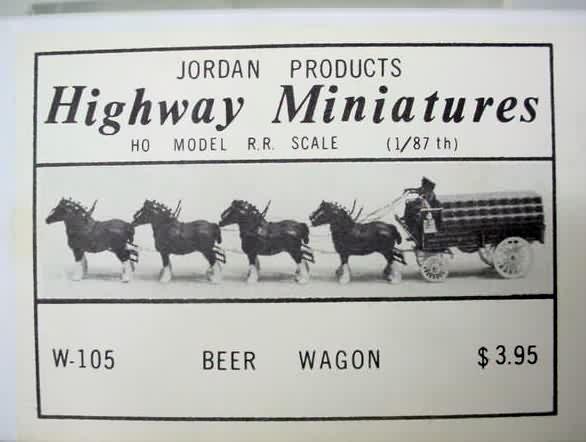 JORDAN PRODUCTS
Highway Miniatures
HO MODEL R.R. SCALE (1/87 th)
W-105 BEER WAGON $3.95